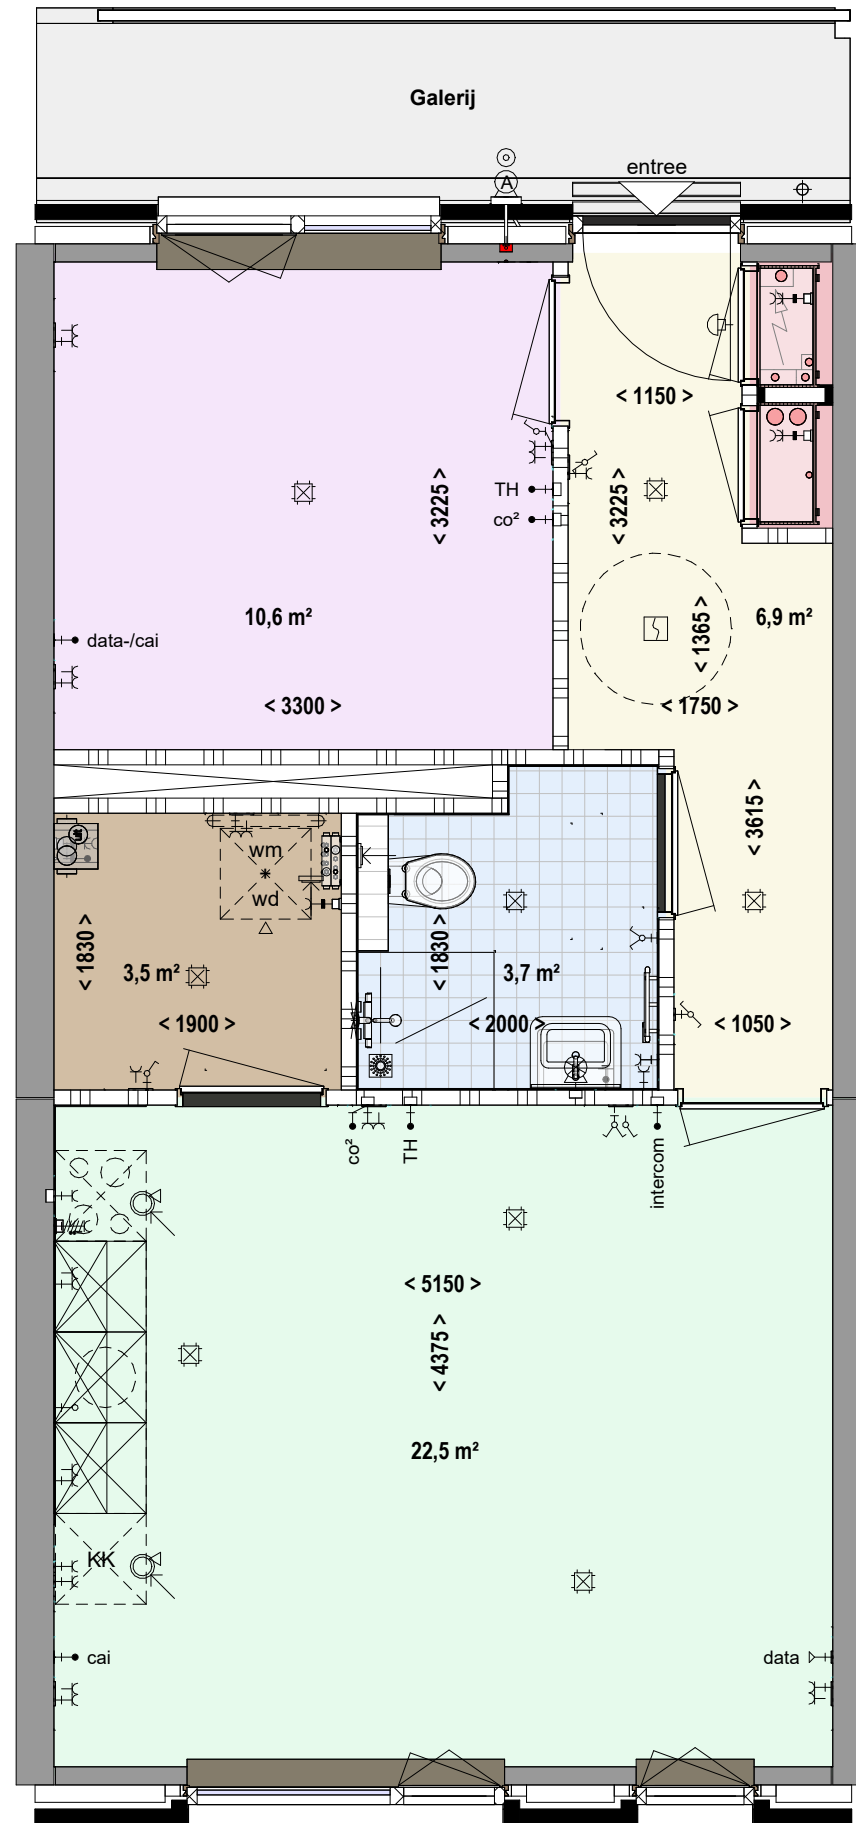 Galerij
entree
A
< 1150 >
< 3225 >
TH
< 3225 >
co²
10,6 m²
< 1365 >
6,9 m²
data-/cai
< 3300 >
< 1750 >
< 3615 >
wm
wd
< 1830 >
3,5 m²
< 1830 >
3,7 m²
< 1900 >
< 2000 >
< 1050 >
co²
TH
intercom
< 5150 >
< 4375 >
22,5 m²
KK
cai
data